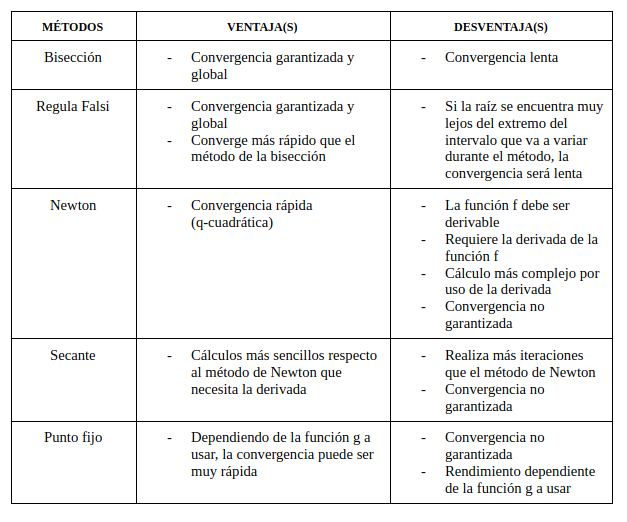 MÉTODOS VENTAJA(S) DESVENTAJA(S)
Bisección
- Convergencia garantizada y
global
- Convergencia lenta
Regula Falsi
- Convergencia garantizada y
global
- Converge más rápido que el
método de la bisección
- Si la raíz se encuentra muy
lejos del extremo del
intervalo que va a variar
durante el método, la
convergencia será lenta
Newton
- Convergencia rápida
(q-cuadrática)
- La función f debe ser
derivable
- Requiere la derivada de la
función f
- Cálculo más complejo por
uso de la derivada
- Convergencia no
garantizada
Secante
- Cálculos más sencillos respecto
al método de Newton que
necesita la derivada
- Realiza más iteraciones
que el método de Newton
- Convergencia no
garantizada
Punto fijo
- Dependiendo de la función g a
usar, la convergencia puede ser
muy rápida
- Convergencia no
garantizada
- Rendimiento dependiente
de la función g a usar